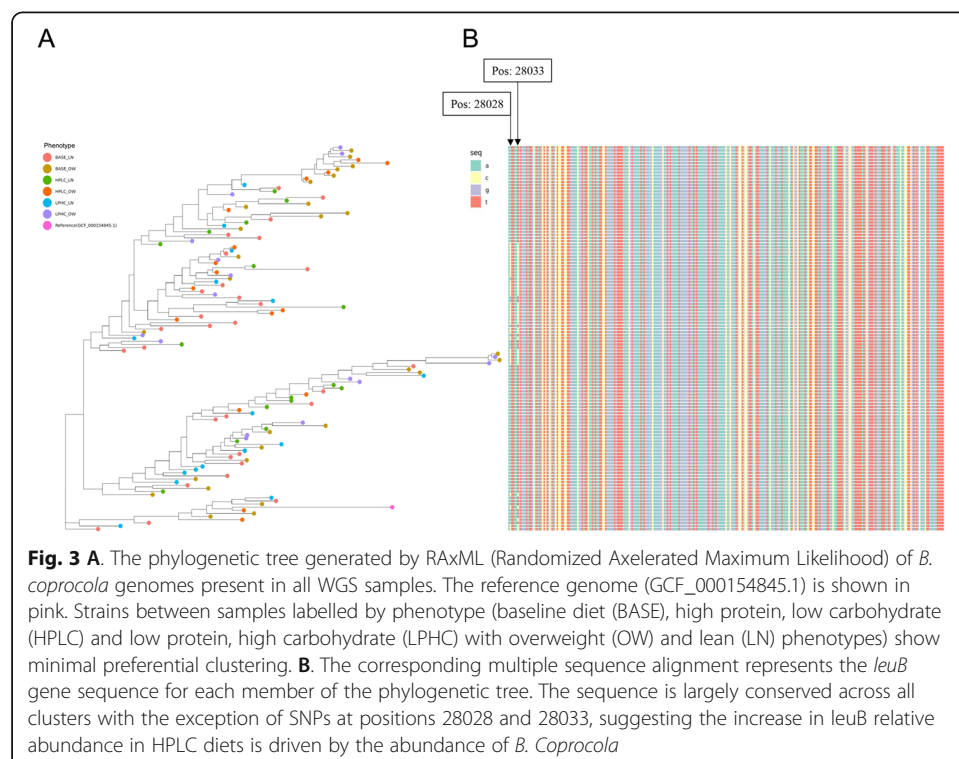 A
B
Pos: 28033
Pos: 28028
Phenotype
BASE_LN
BASE_OW
HPLC_LN
HPLC_OW
LPHC_LN
LPHC_OW
Reference(GCF_000154845.1)
seq
a
c
g
t
Fig. 3 A. The phylogenetic tree generated by RAxML (Randomized Axelerated Maximum Likelihood) of B.
coprocola genomes present in all WGS samples. The reference genome (GCF_000154845.1) is shown in
pink. Strains between samples labelled by phenotype (baseline diet (BASE), high protein, low carbohydrate
(HPLC) and low protein, high carbohydrate (LPHC) with overweight (OW) and lean (LN) phenotypes) show
minimal preferential clustering. B. The corresponding multiple sequence alignment represents the leuB
gene sequence for each member of the phylogenetic tree. The sequence is largely conserved across all
clusters with the exception of SNPs at positions 28028 and 28033, suggesting the increase in leuB relative
abundance in HPLC diets is driven by the abundance of B. Coprocola